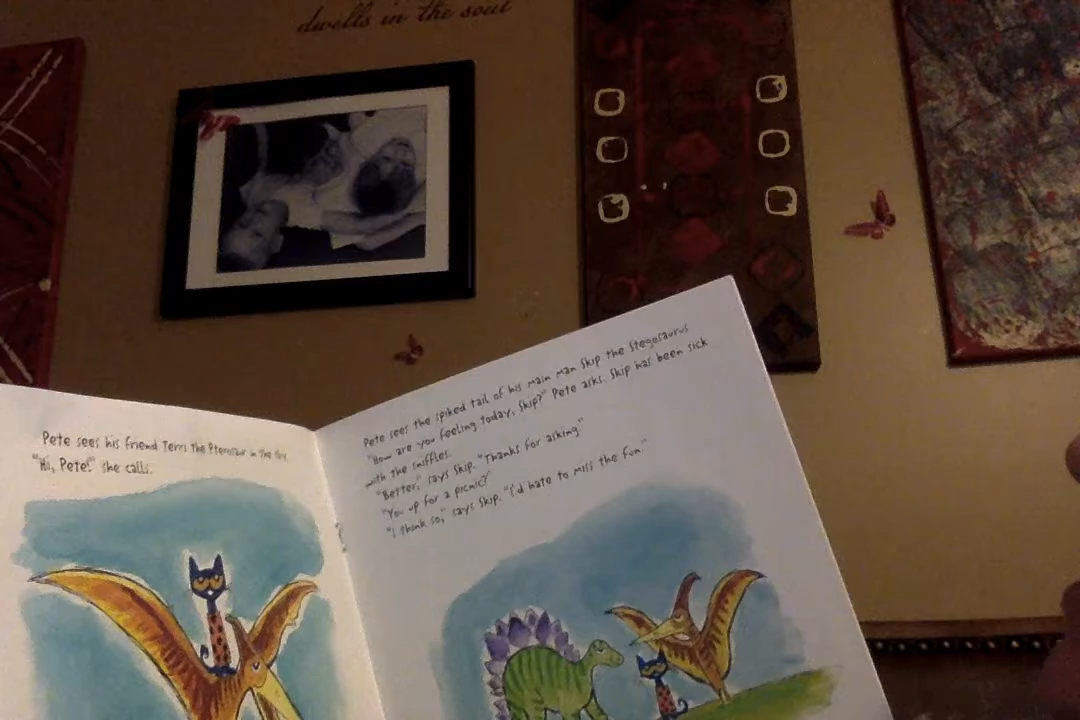 dwells in the soul
Pete sees his friend Terri the Pterosaur in the sky.
"Hi, Pete!" she calls.
Pete sees the spiked tail of his main man Skip the Stegosaurus
"How are you feeling today, Skip?" Pete asks. Skip has been sick
with the sniffles.
"Better," says Skip. "Thanks for asking."
"You up for a picnic?"
"I think so," says Skip. "I'd hate to miss the fun."